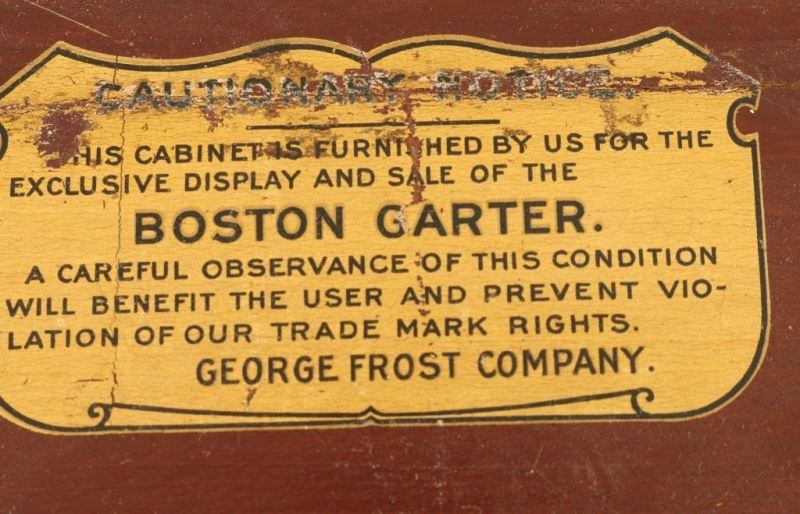 CAUTIONARY NOTICE.
THIS CABINET IS FURNISHED BY US FOR THE
EXCLUSIVE DISPLAY AND SALE OF THE
BOSTON GARTER.
A CAREFUL OBSERVANCE OF THIS CONDITION
WILL BENEFIT THE USER AND PREVENT VIO-
LATION OF OUR TRADE MARK RIGHTS.
GEORGE FROST COMPANY.